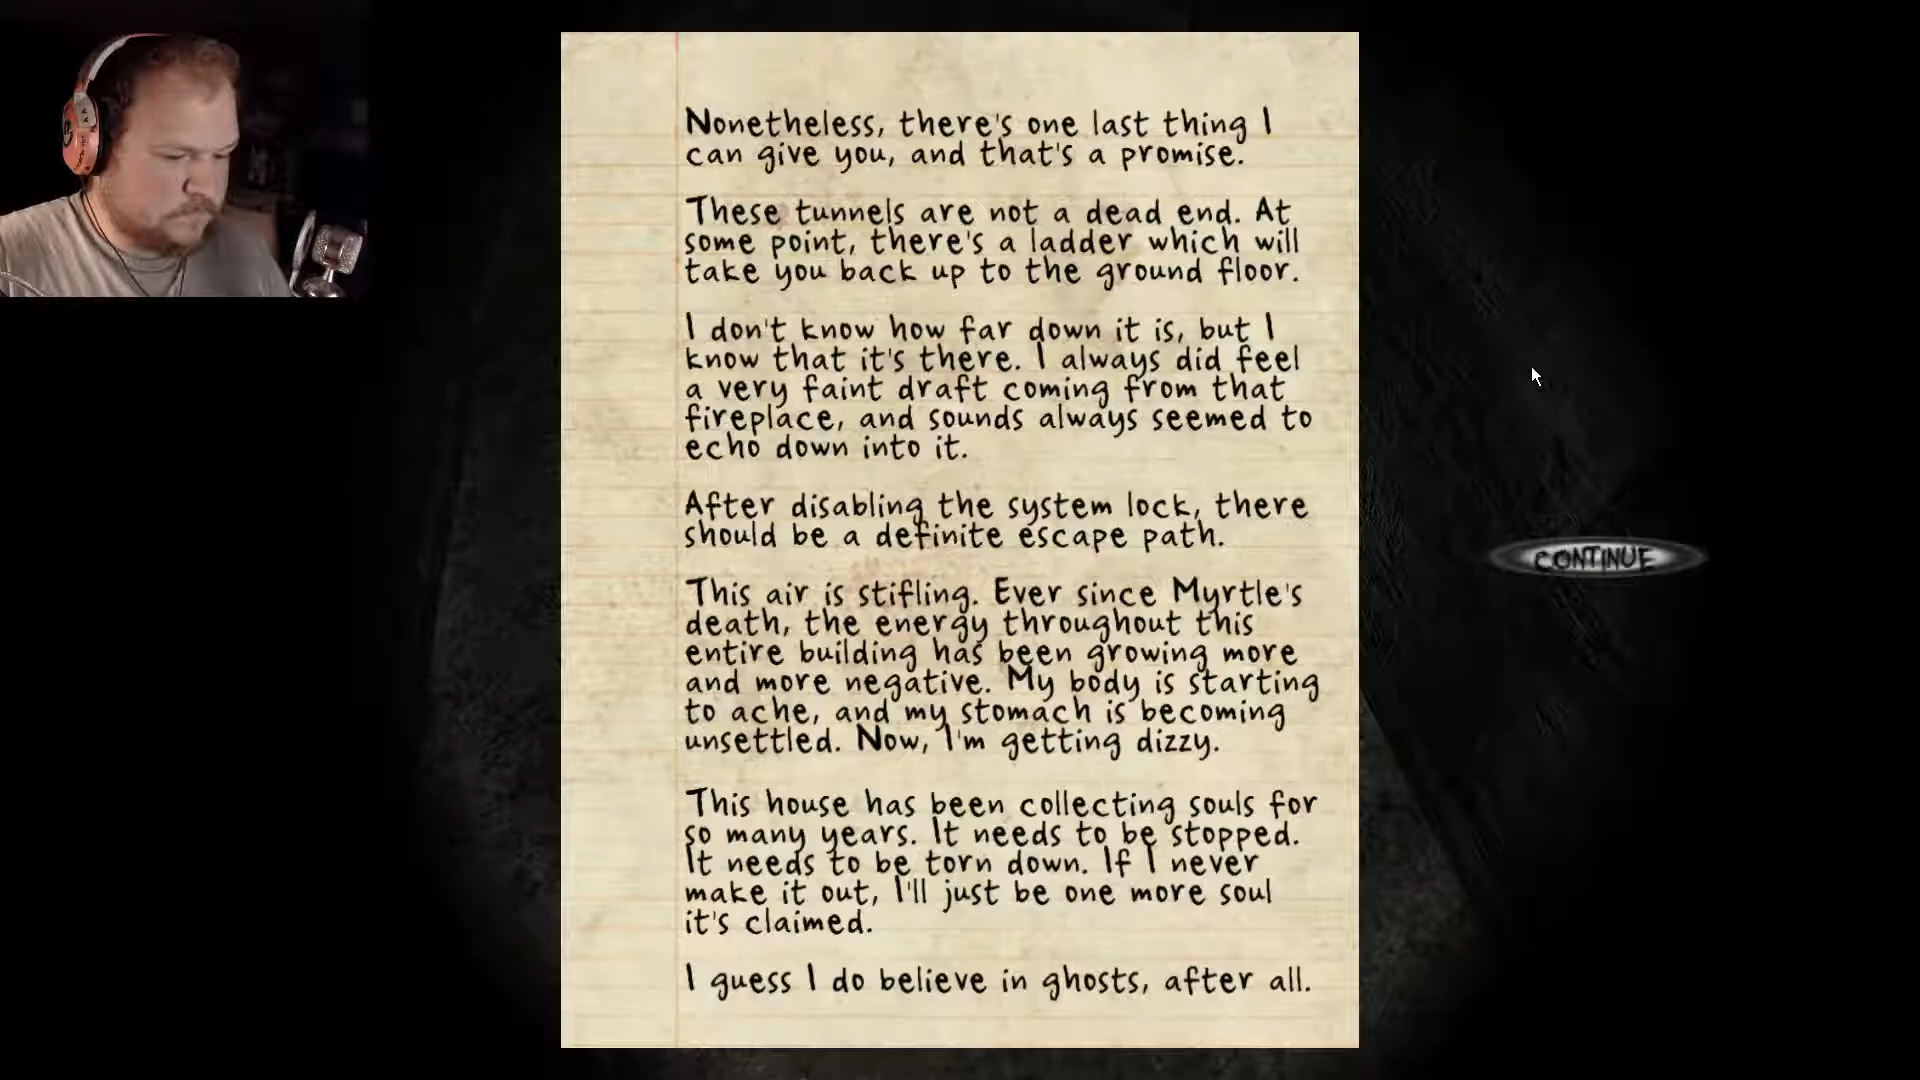 Nonetheless, there's one last thing I
can give you, and that's a promise.
These tunnels are not a dead end. At
some point, there's a ladder which will
take you back up to the ground floor.
I don't know how far down it is, but I
know that it's there. I always did feel
a very faint draft coming from that
fireplace, and sounds always seemed to
echo down into it.
After disabling the system lock, there
should be a definite escape path.
This air is stifling. Ever since Myrtle's
death, the energy throughout this
entire building has been growing more
and more negative. My body is starting
to ache, and my stomach is becoming
unsettled. Now, I'm getting dizzy.
This house has been collecting souls for
so many years. It needs to be stopped.
It needs to be torn down. If I never
make it out, I'll just be one more soul
it's claimed.
I guess I do believe in ghosts, after all.
CONTINUE